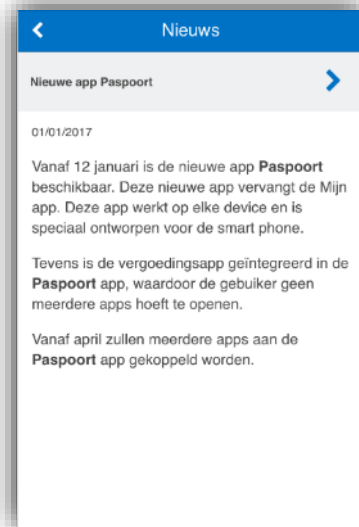 Nieuws
Nieuwe app Paspoort
01/01/2017
Vanaf 12 januari is de nieuwe app Paspoort
beschikbaar. Deze nieuwe app vervangt de Mijn
app. Deze app werkt op elke device en is
speciaal ontworpen voor de smart phone.
Tevens is de vergoedingsapp geïntegreerd in de
Paspoort app, waardoor de gebuiker geen
meerdere apps hoeft te openen.
Vanaf april zullen meerdere apps aan de
Paspoort app gekoppeld worden.